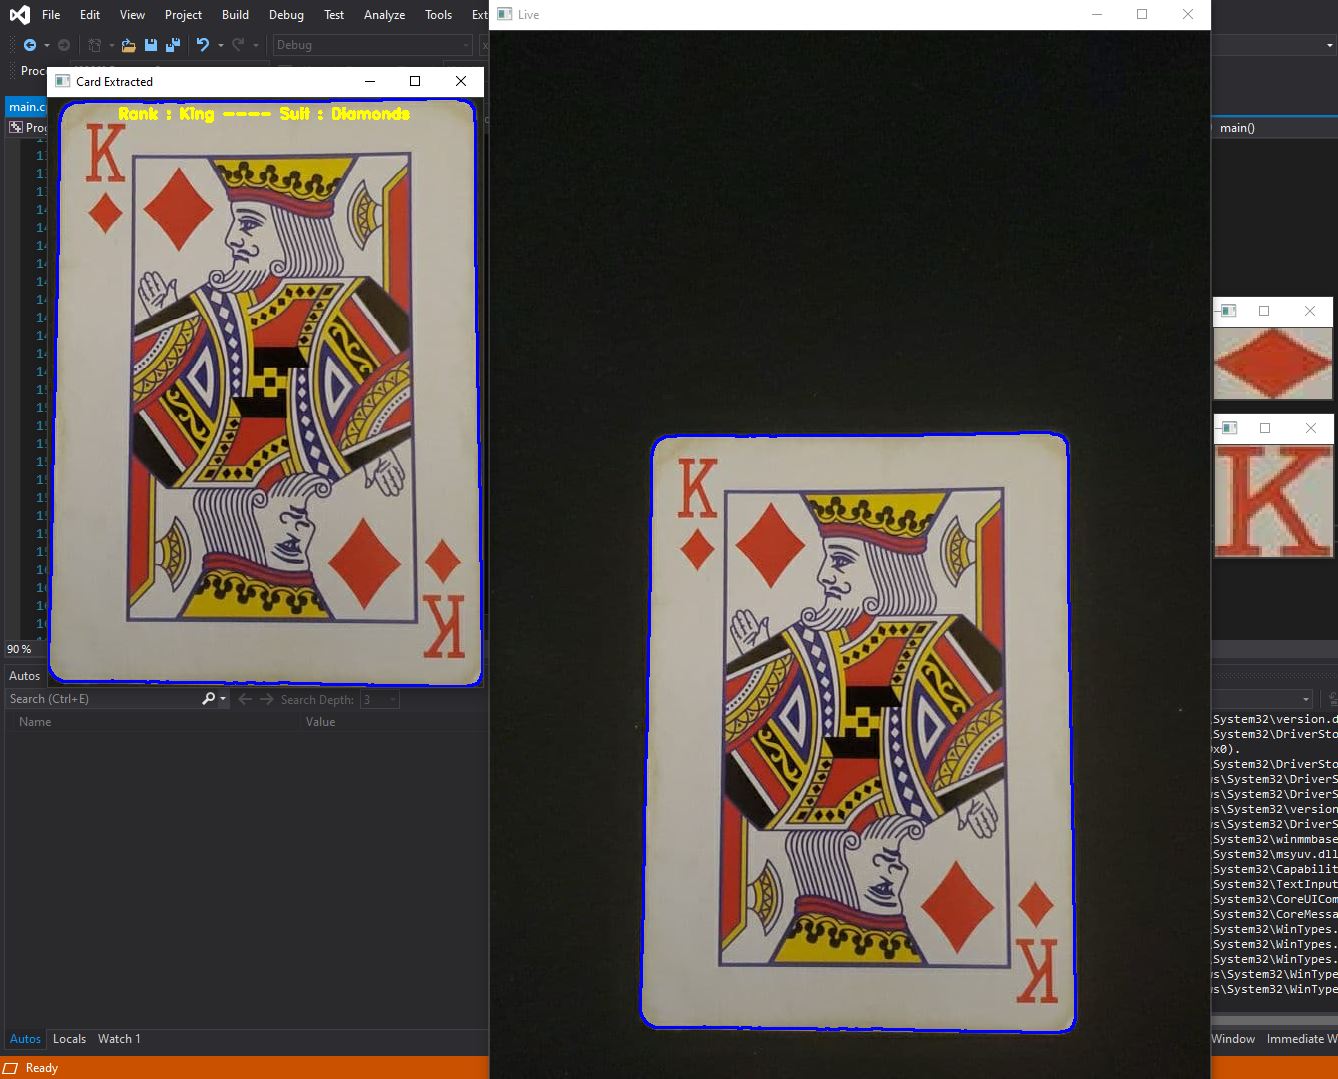 File Edit View Project Build Debug Test Analyze Tools Ext
Live
Debug
Proc
Card Extracted
main.c
Prog
main()
Rank : King ---- Suit : Diamonds
K
K
K
K
K
90 %
Autos
Search (Ctrl+E)
Search Depth: 3
Name Value
\System32\version.d
\System32\DriverSto
0x0).
\System32\DriverSto
s\System32\DriverS
s\System32\DriverS
s\System32\version
s\System32\DriverS
\System32\winmmbase
\System32\msyuv.dll
\System32\Capabilit
\System32\TextInput
\System32\CoreUICom
\System32\CoreMessa
\System32\WinTypes.
\System32\WinTypes.
\System32\WinTypes.
s\System32\WinType
s\System32\WinType
Autos Locals Watch 1
Window Immediate W
Ready